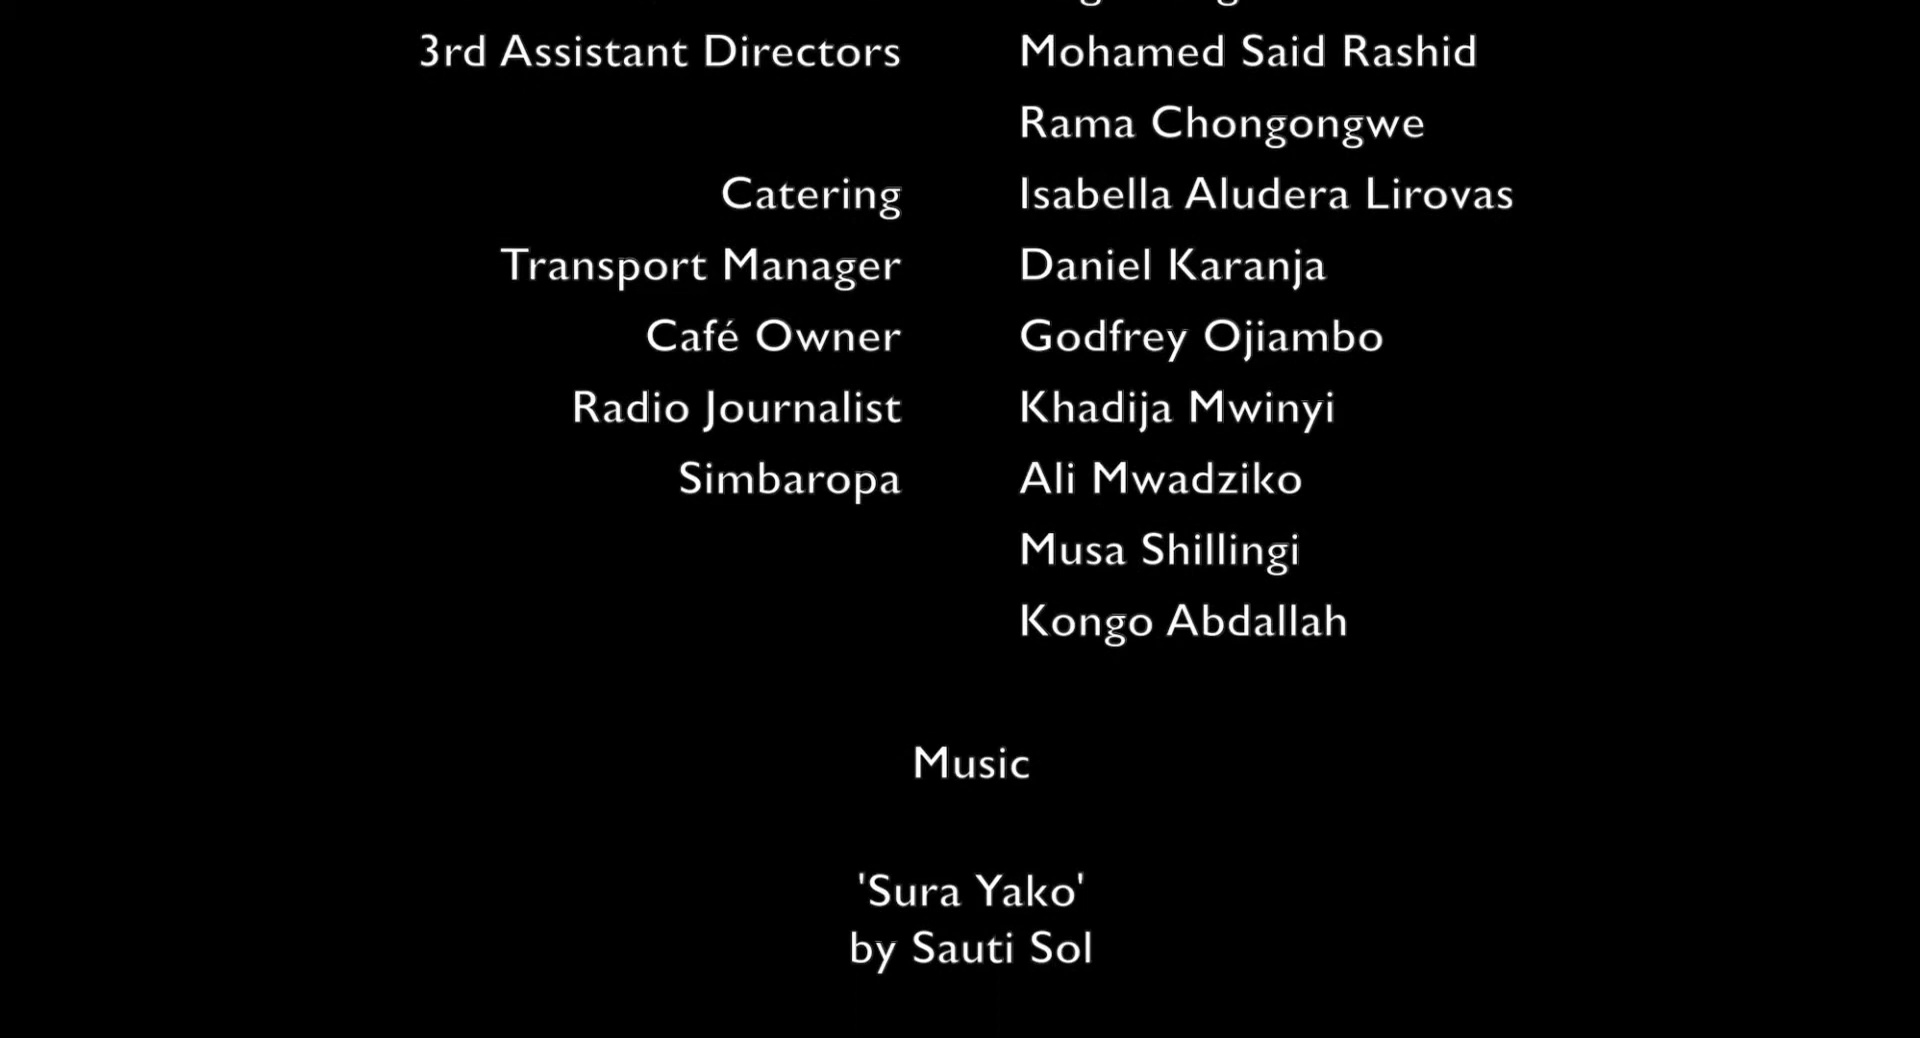 3rd Assistant Directors Mohamed Said Rashid
Rama Chongongwe
Catering Isabella Aludera Lirovas
Transport Manager Daniel Karanja
Café Owner Godfrey Ojiambo
Radio Journalist Khadija Mwinyi
Simbaropa Ali Mwadziko
Musa Shillingi
Kongo Abdallah
Music
'Sura Yako'
by Sauti Sol